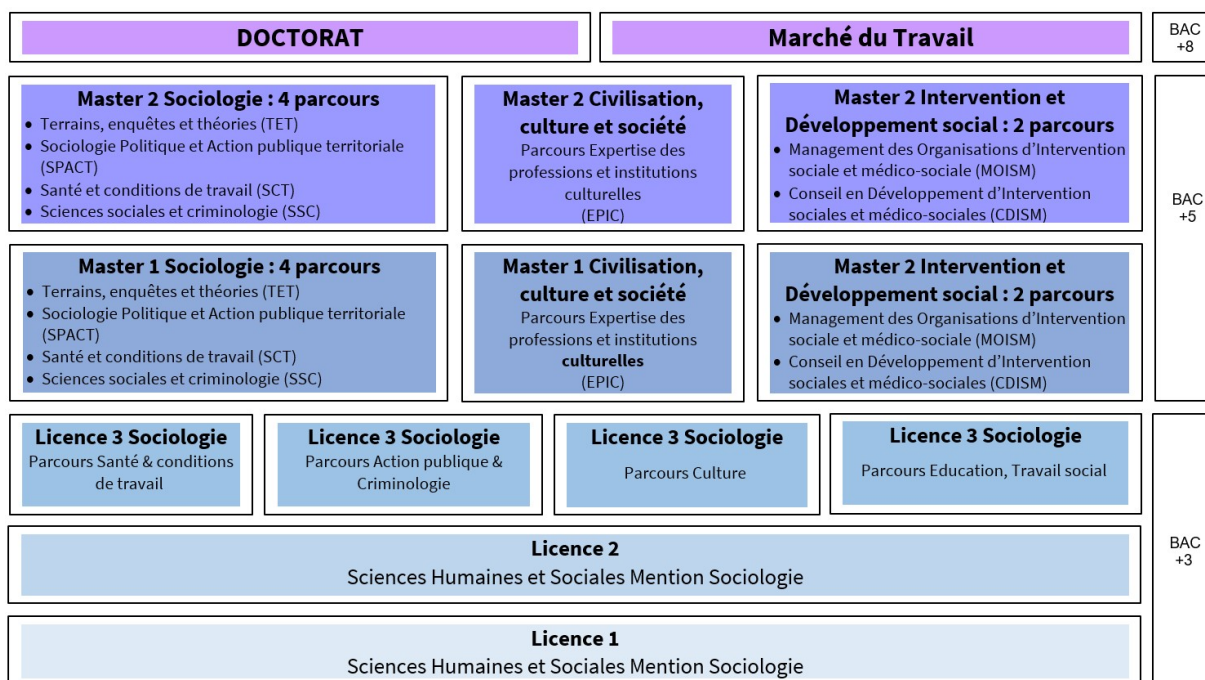 DOCTORAT
Marché du Travail
BAC
+8
Master 2 Sociologie : 4 parcours
• Terrains, enquêtes et théories (TET)
• Sociologie Politique et Action publique territoriale
(SPACT)
• Santé et conditions de travail (SCT)
• Sciences sociales et criminologie (SSC)
Master 2 Civilisation,
culture et société
Parcours Expertise des
professions et institutions
culturelles
(EPIC)
Master 2 Intervention et
Développement social : 2 parcours
• Management des Organisations d'Intervention
sociale et médico-sociale (MOISM)
• Conseil en Développement d'Intervention
sociales et médico-sociales (CDISM)
BAC
+5
Master 1 Sociologie : 4 parcours
• Terrains, enquêtes et théories (TET)
• Sociologie Politique et Action publique territoriale
(SPACT)
• Santé et conditions de travail (SCT)
• Sciences sociales et criminologie (SSC)
Master 1 Civilisation,
culture et société
Parcours Expertise des
professions et institutions
culturelles
(EPIC)
Master 2 Intervention et
Développement social : 2 parcours
• Management des Organisations d'Intervention
sociale et médico-sociale (MOISM)
• Conseil en Développement d'Intervention
sociales et médico-sociales (CDISM)
Licence 3 Sociologie
Parcours Santé & conditions
de travail
Licence 3 Sociologie
Parcours Action publique &
Criminologie
Licence 3 Sociologie
Parcours Culture
Licence 3 Sociologie
Parcours Education, Travail social
BAC
+3
Licence 2
Sciences Humaines et Sociales Mention Sociologie
Licence 1
Sciences Humaines et Sociales Mention Sociologie